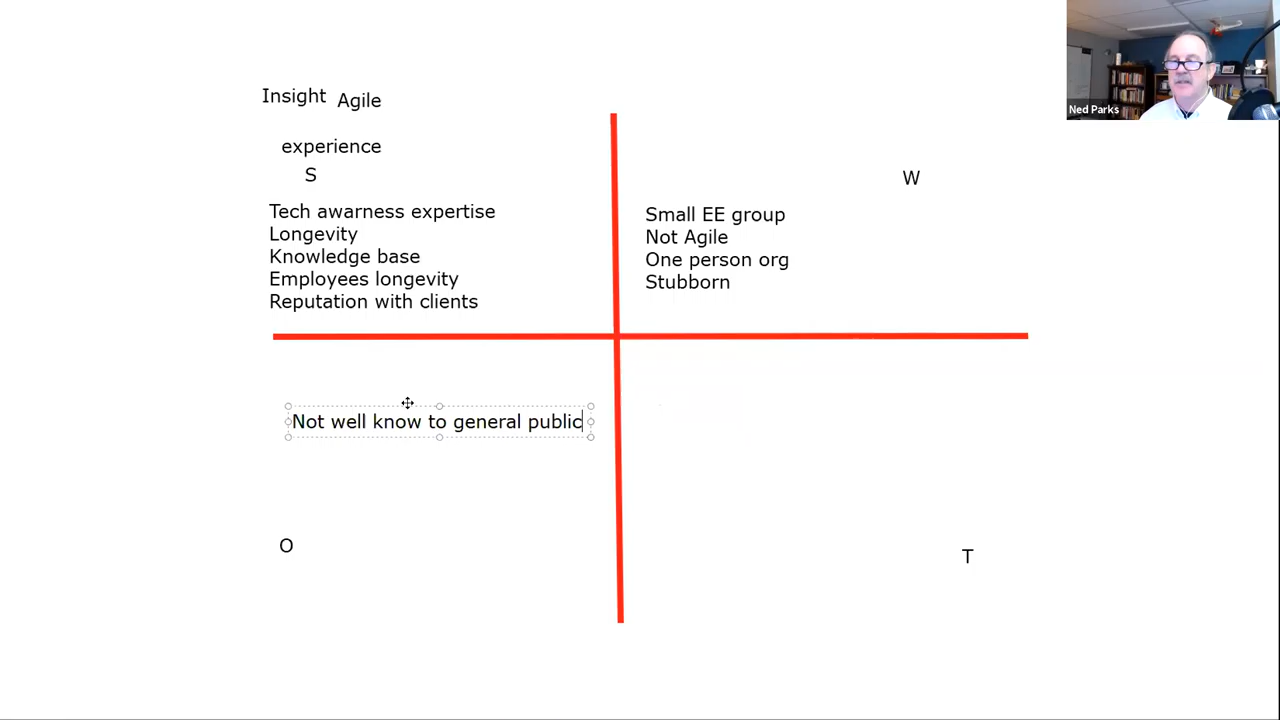 Insight Agile
experience
S
W
Tech awarness expertise
Longevity
Knowledge base
Employees longevity
Reputation with clients
Small EE group
Not Agile
One person org
Stubborn
Not well know to general public
O
T
Ned Parks